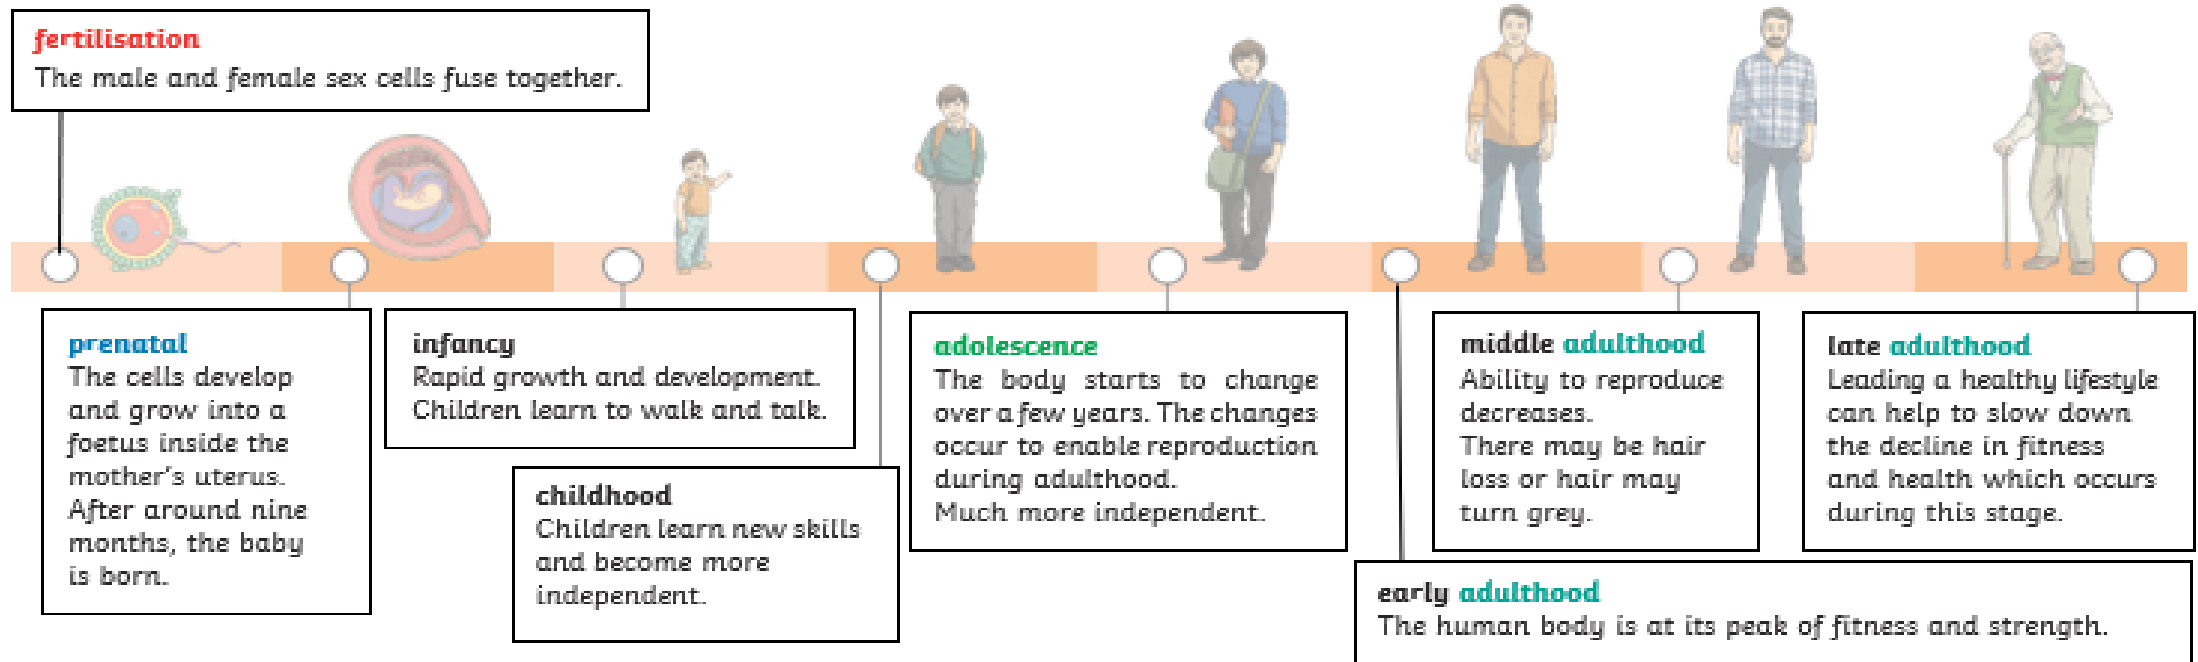 fertilisation
The male and female sex cells fuse together.
prenatal
The cells develop
and grow into a
foetus inside the
mother's uterus.
After around nine
months, the baby
is born.
infancy
Rapid growth and development.
Children learn to walk and talk.
childhood
Children learn new skills
and become more
independent.
adolescence
The body starts to change
over a few years. The changes
occur to enable reproduction
during adulthood.
Much more independent.
early adulthood
The human body is at its peak of fitness and strength.
middle adulthood
Ability to reproduce
decreases.
There may be hair
loss or hair may
turn grey.
late adulthood
Leading a healthy lifestyle
can help to slow down
the decline in fitness
and health which occurs
during this stage.